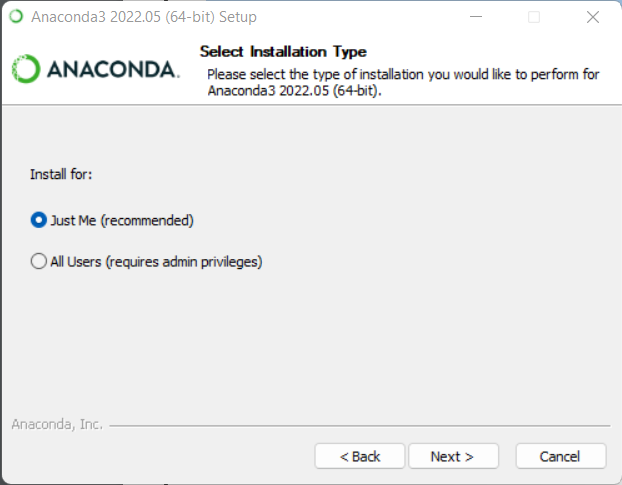 Anaconda3 2022.05 (64-bit) Setup
ANACONDA.
Select Installation Type
Please select the type of installation you would like to perform for
Anaconda3 2022.05 (64-bit).
Install for:
Just Me (recommended)
All Users (requires admin privileges)
Anaconda, Inc.
< Back Next > Cancel